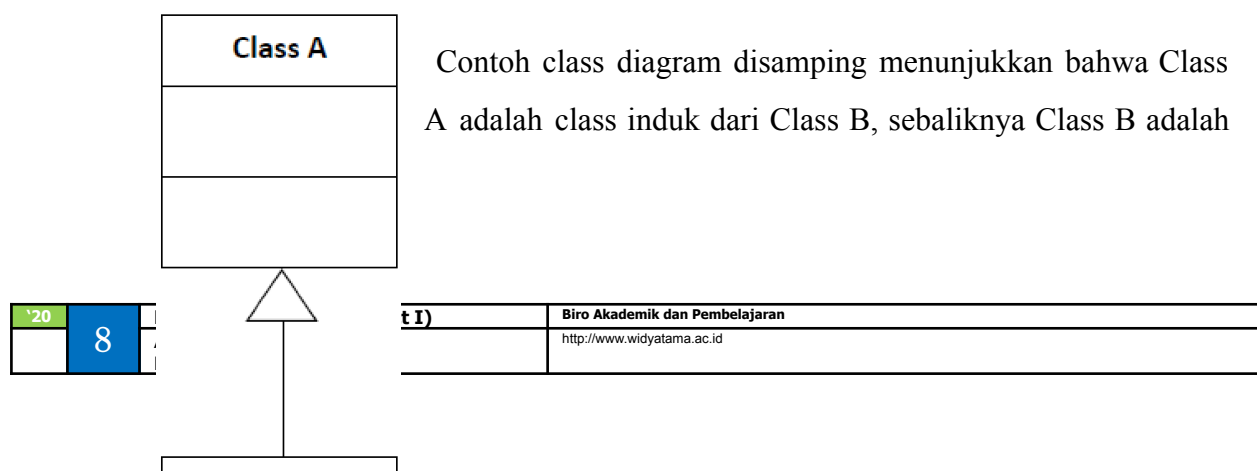 Class A
Contoh class diagram disamping menunjukkan bahwa Class
A adalah class induk dari Class B, sebaliknya Class B adalah
‘20
8
t I)
Biro Akademik dan Pembelajaran
http://www.widyatama.ac.id